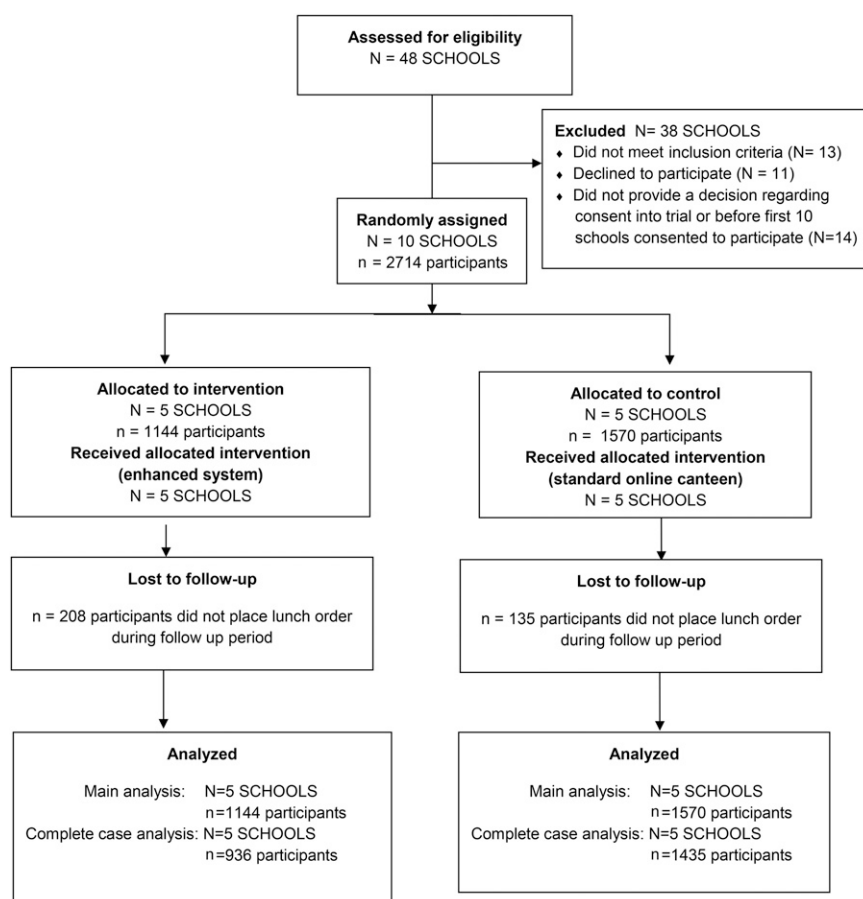 Assessed for eligibility
N = 48 SCHOOLS
Excluded N= 38 SCHOOLS
♦ Did not meet inclusion criteria (N= 13)
♦ Declined to participate (N = 11)
♦ Did not provide a decision regarding
consent into trial or before first 10
schools consented to participate (N=14)
Randomly assigned
N = 10 SCHOOLS
n = 2714 participants
Allocated to intervention
N = 5 SCHOOLS
n = 1144 participants
Received allocated intervention
(enhanced system)
N = 5 SCHOOLS
Allocated to control
N = 5 SCHOOLS
n = 1570 participants
Received allocated intervention
(standard online canteen)
N = 5 SCHOOLS
Lost to follow-up
n = 208 participants did not place lunch order
during follow up period
Lost to follow-up
n = 135 participants did not place lunch order
during follow up period
Analyzed
Main analysis: N=5 SCHOOLS
n=1144 participants
Complete case analysis: N=5 SCHOOLS
n=936 participants
Analyzed
Main analysis: N=5 SCHOOLS
n=1570 participants
Complete case analysis: N=5 SCHOOLS
n=1435 participants